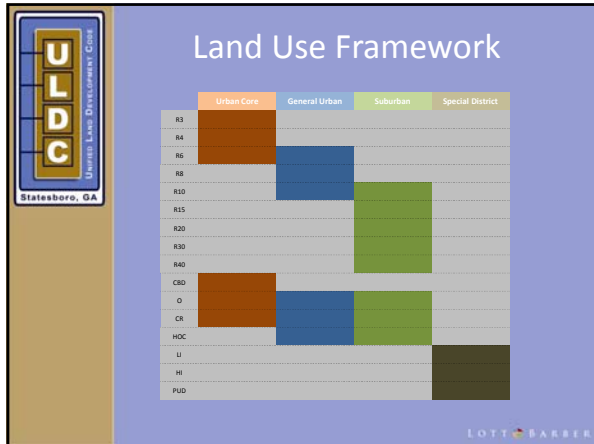 Land Use Framework
U
L
D
C
UNIFIED LAND DEVELOPMENT CODE
Statesboro, GA
Urban Core General Urban Suburban Special District
R3
R4
R6
R8
R10
R15
R20
R30
R40
CBD
O
CR
HOC
LI
HI
PUD
LOTT BARBER